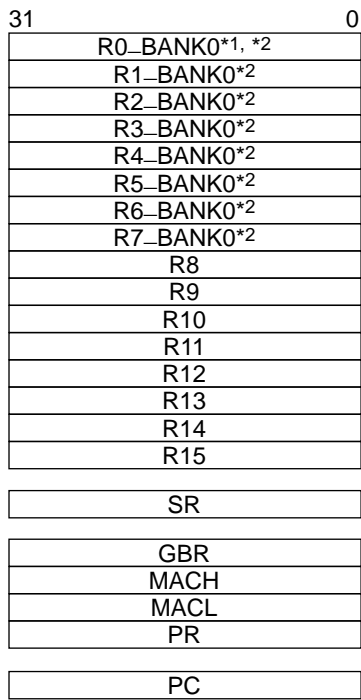 31 0
R0_BANK0*1, *2
R1_BANK0*2
R2_BANK0*2
R3_BANK0*2
R4_BANK0*2
R5_BANK0*2
R6_BANK0*2
R7_BANK0*2
R8
R9
R10
R11
R12
R13
R14
R15
SR
GBR
MACH
MACL
PR
PC